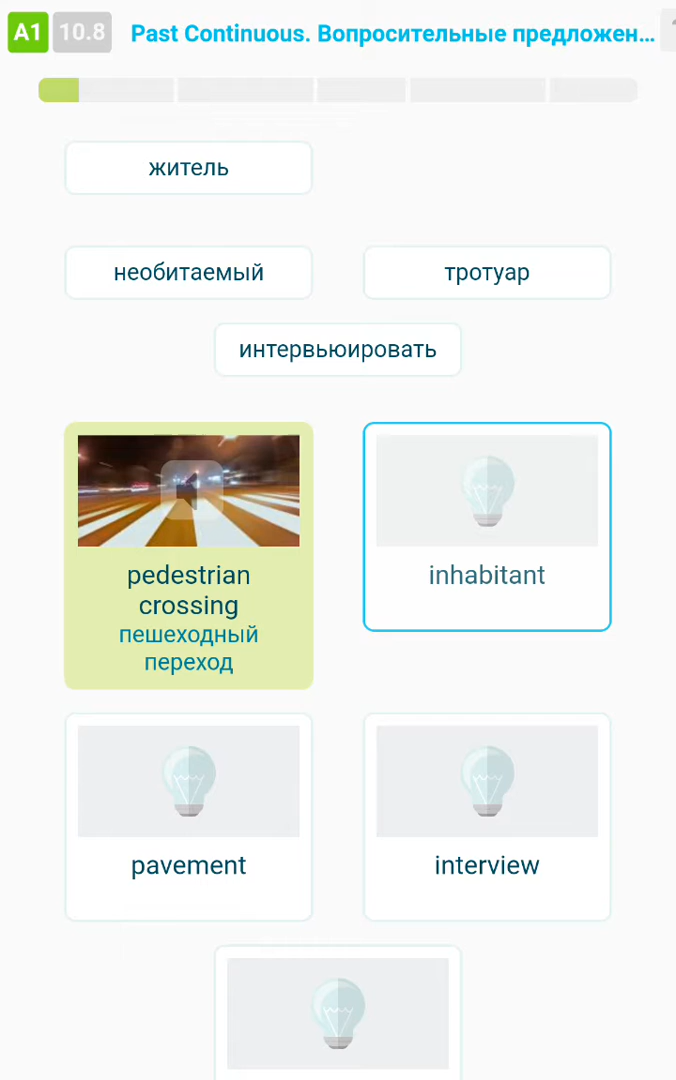 A1 10.8 Past Continuous. Вопросительные предложен...
житель
необитаемый тротуар
интервьюировать
pedestrian
crossing
пешеходный
переход
inhabitant
pavement interview